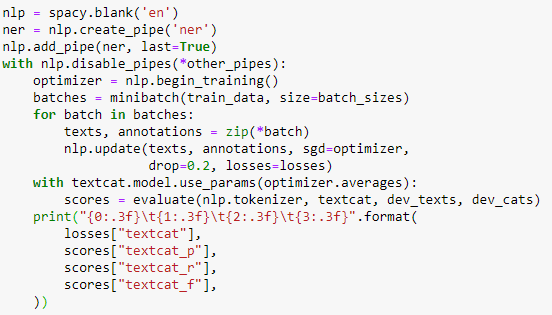 nlp = spacy.blank('en')
ner = nlp.create_pipe('ner')
nlp.add_pipe(ner, last=True)
with nlp.disable_pipes(*other_pipes):
    optimizer = nlp.begin_training()
    batches = minibatch(train_data, size=batch_sizes)
    for batch in batches:
        texts, annotations = zip(*batch)
        nlp.update(texts, annotations, sgd=optimizer,
                   drop=0.2, losses=losses)
    with textcat.model.use_params(optimizer.averages):
        scores = evaluate(nlp.tokenizer, textcat, dev_texts, dev_cats)
    print("{0:.3f}\t{1:.3f}\t{2:.3f}\t{3:.3f}".format(
        losses["textcat"],
        scores["textcat_p"],
        scores["textcat_r"],
        scores["textcat_f"],
    ))